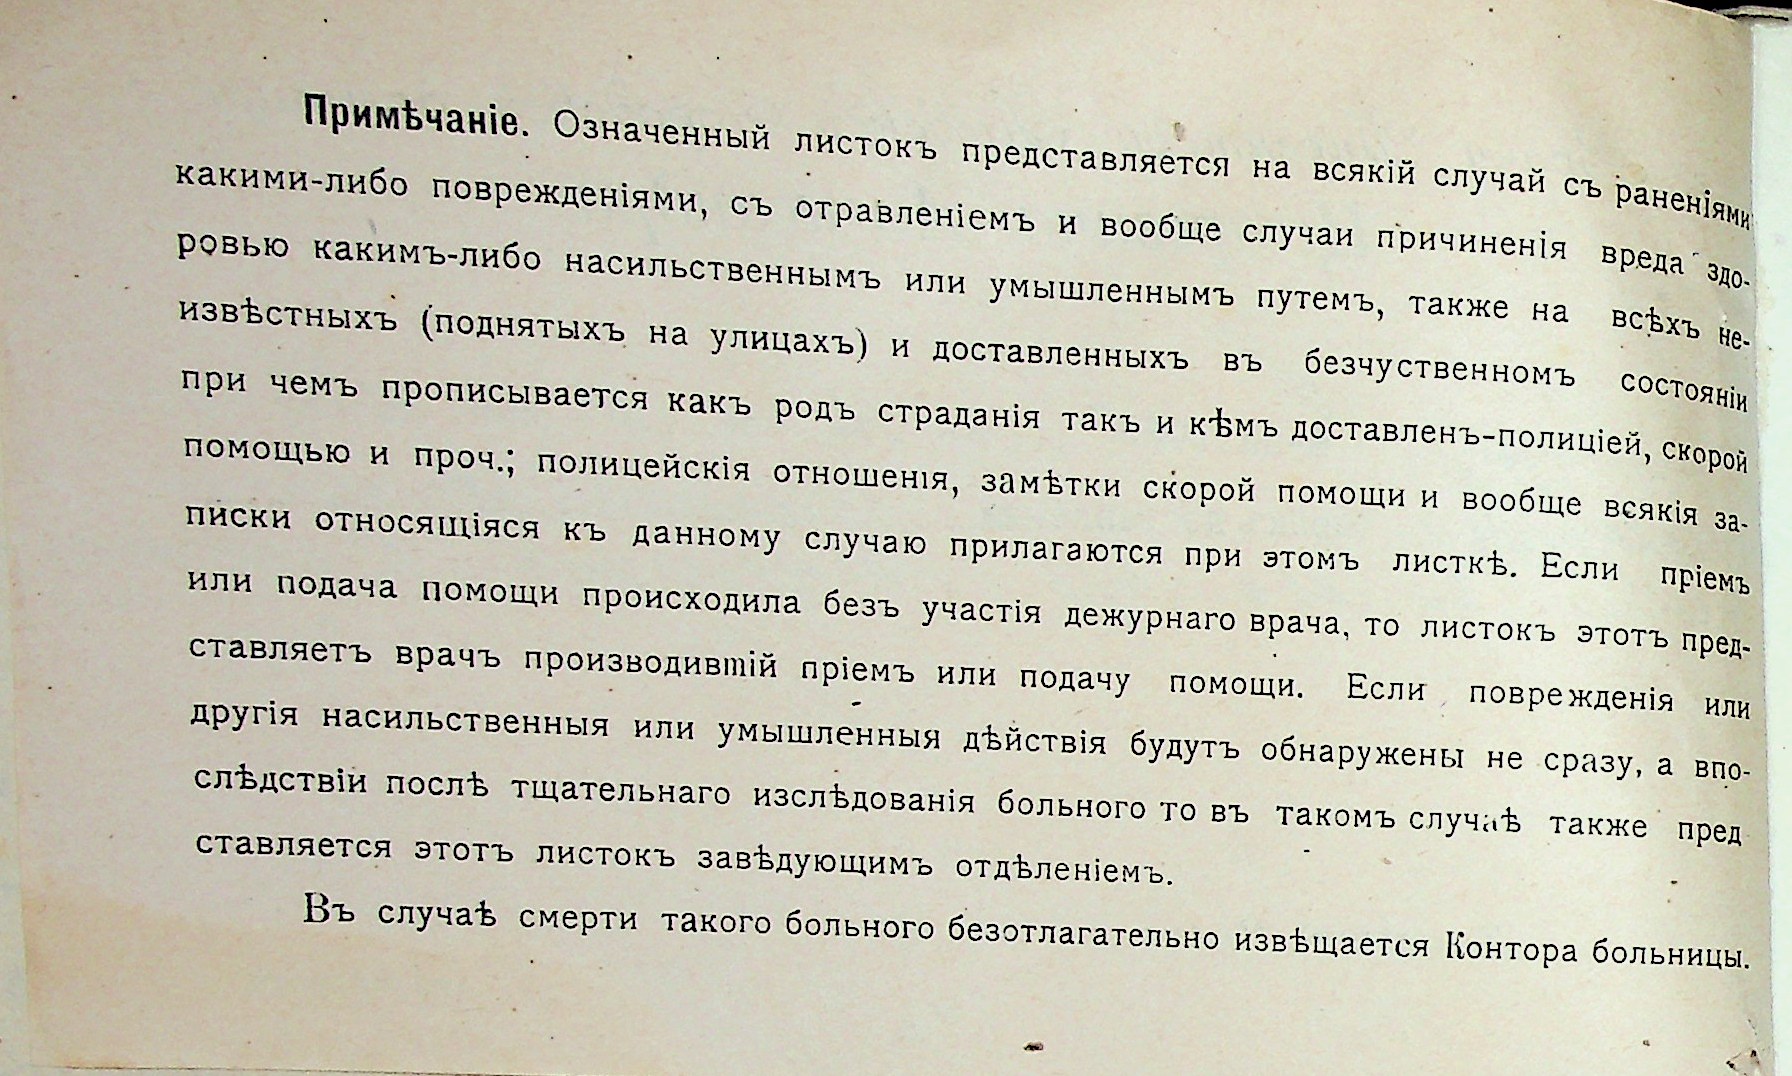 Примѣчаніе. Означенный листокъ представляется на всякій случай съ раненіями
какими-либо поврежденіями, съ отравленіемъ и вообще случаи причиненія вреда здо-
ровью какимъ-либо насильственнымъ или умышленнымъ путемъ, также на всѣхъ не-
извѣстныхъ (поднятыхъ на улицахъ) и доставленныхъ въ безчуственномъ состояніи
при чемъ прописывается какъ родъ страданія такъ и кѣмъ доставленъ-полиціей, скорой
помощью и проч.; полицейскія отношенія, замѣтки скорой помощи и вообще всякія за-
писки относящіяся къ данному случаю прилагаются при этомъ листкѣ. Если пріемъ
или подача помощи происходила безъ участія дежурнаго врача, то листокъ этотъ пред-
ставляетъ врачъ производившій пріемъ или подачу помощи. Если поврежденія или
другія насильственныя или умышленныя дѣйствія будутъ обнаружены не сразу, а впо-
слѣдствіи послѣ тщательнаго изслѣдованія больного то въ такомъ случаѣ также пред
ставляется этотъ листокъ завѣдующимъ отдѣленіемъ.
Въ случаѣ смерти такого больного безотлагательно извѣщается Контора больницы.